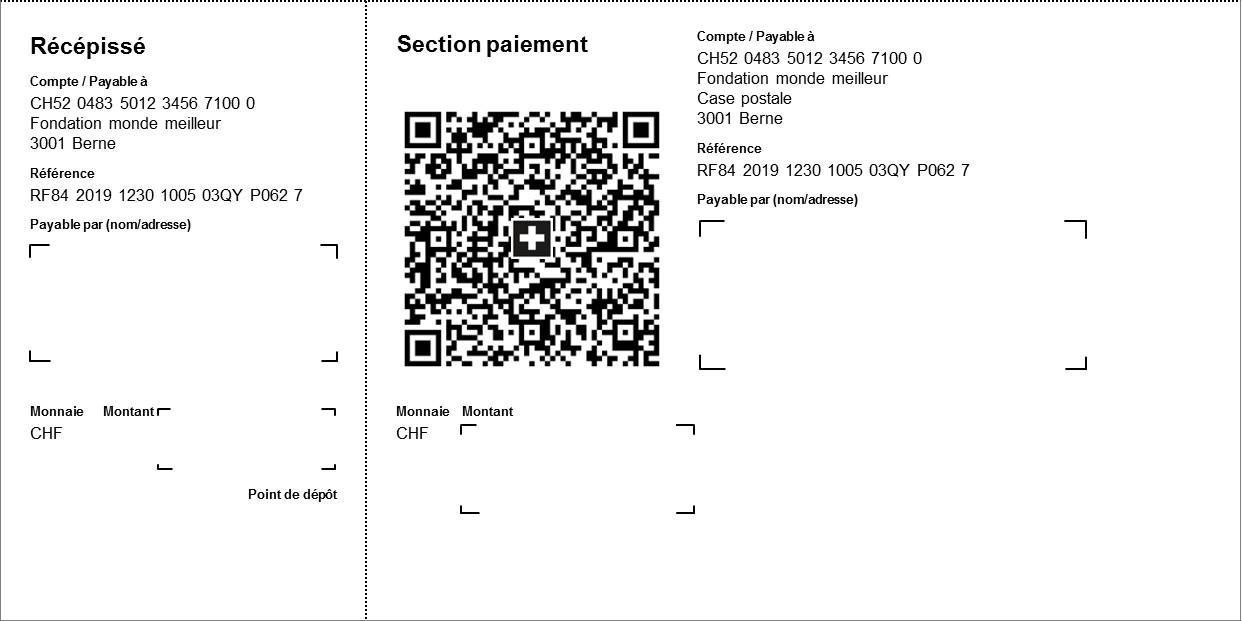 Récépissé
Compte / Payable à
CH52 0483 5012 3456 7100 0
Fondation monde meilleur
3001 Berne
Référence
RF84 2019 1230 1005 03QY P062 7
Payable par (nom/adresse)
Monnaie Montant
CHF
Point de dépôt
Section paiement
Monnaie Montant
CHF
Compte / Payable à
CH52 0483 5012 3456 7100 0
Fondation monde meilleur
Case postale
3001 Berne
Référence
RF84 2019 1230 1005 03QY P062 7
Payable par (nom/adresse)